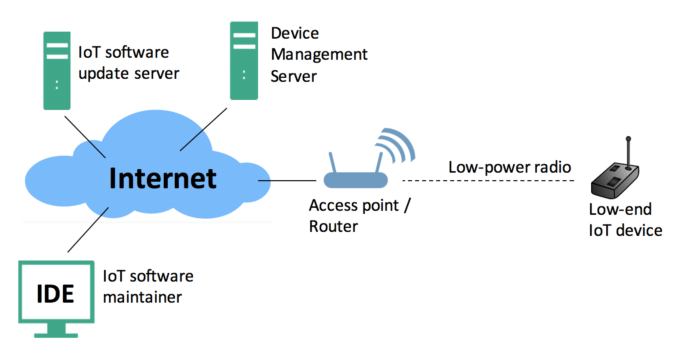 IoT software
update server
Device
Management
Server
Internet
Low-power radio
Access point /
Router
Low-end
IoT device
IDE
IoT software
maintainer